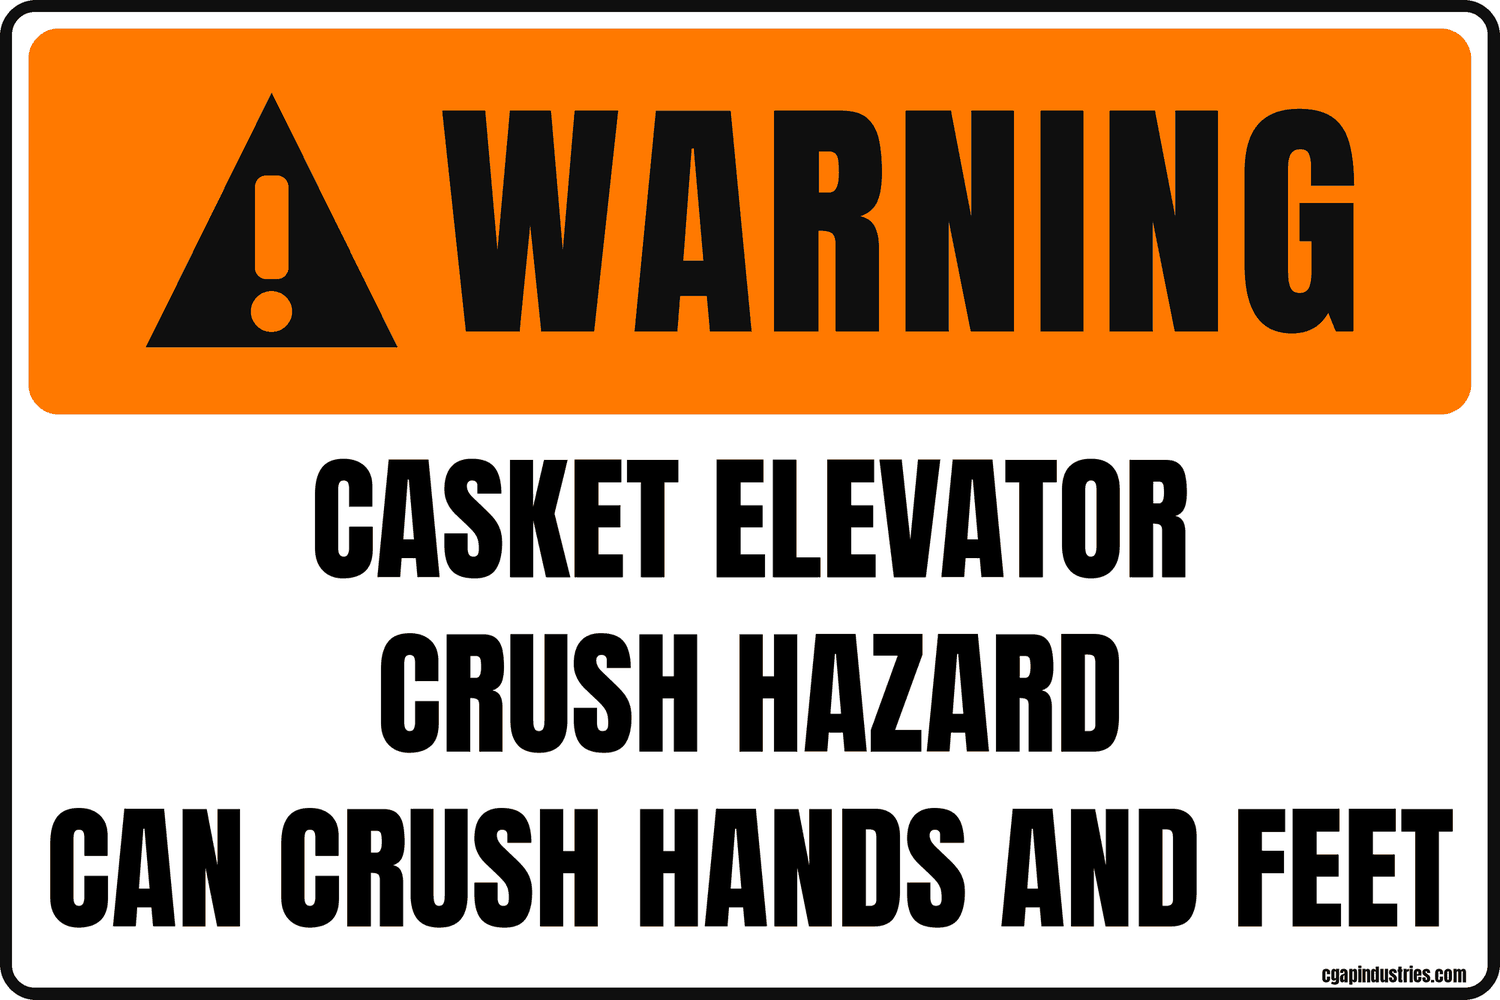 WARNING
CASKET ELEVATOR
CRUSH HAZARD
CAN CRUSH HANDS AND FEET
cgapindustries.com